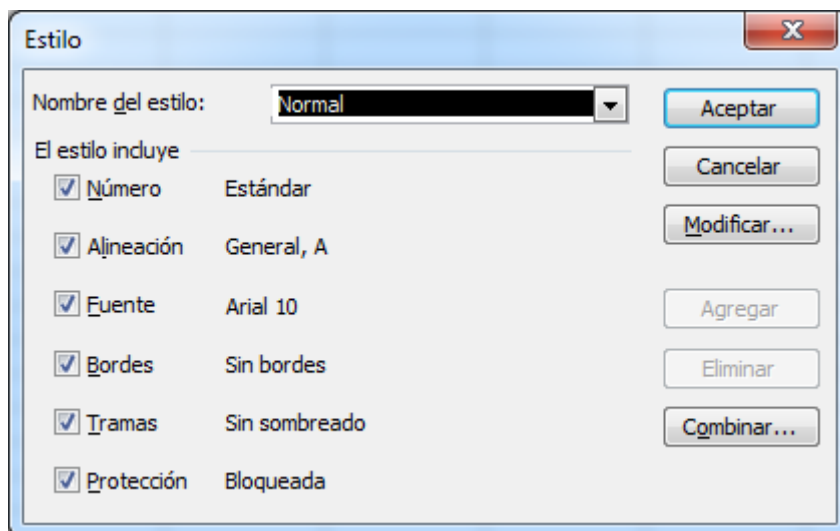 Estilo
Nombre del estilo: Normal Aceptar
El estilo incluye Cancelar
Número Estándar Modificar...
Alineación General, A
Fuente Arial 10 Agregar
Bordes Sin bordes Eliminar
Tramas Sin sombreado Combinar...
Protección Bloqueada